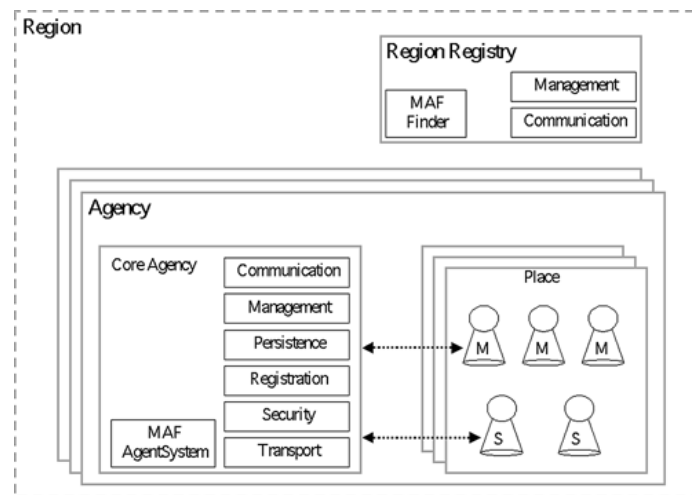 Region
Region Registry
MAF
Finder
Management
Communication
Agency
Core Agency
Communication
Management
Persistence
Registration
Security
Transport
MAF
AgentSystem
Place
M M M
S S